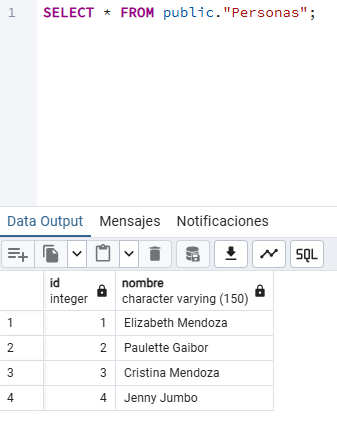 1 SELECT * FROM public."Personas";
Data Output Mensajes Notificaciones
SQL
id nombre
integer character varying (150)
1 1 Elizabeth Mendoza
2 2 Paulette Gaibor
3 3 Cristina Mendoza
4 4 Jenny Jumbo